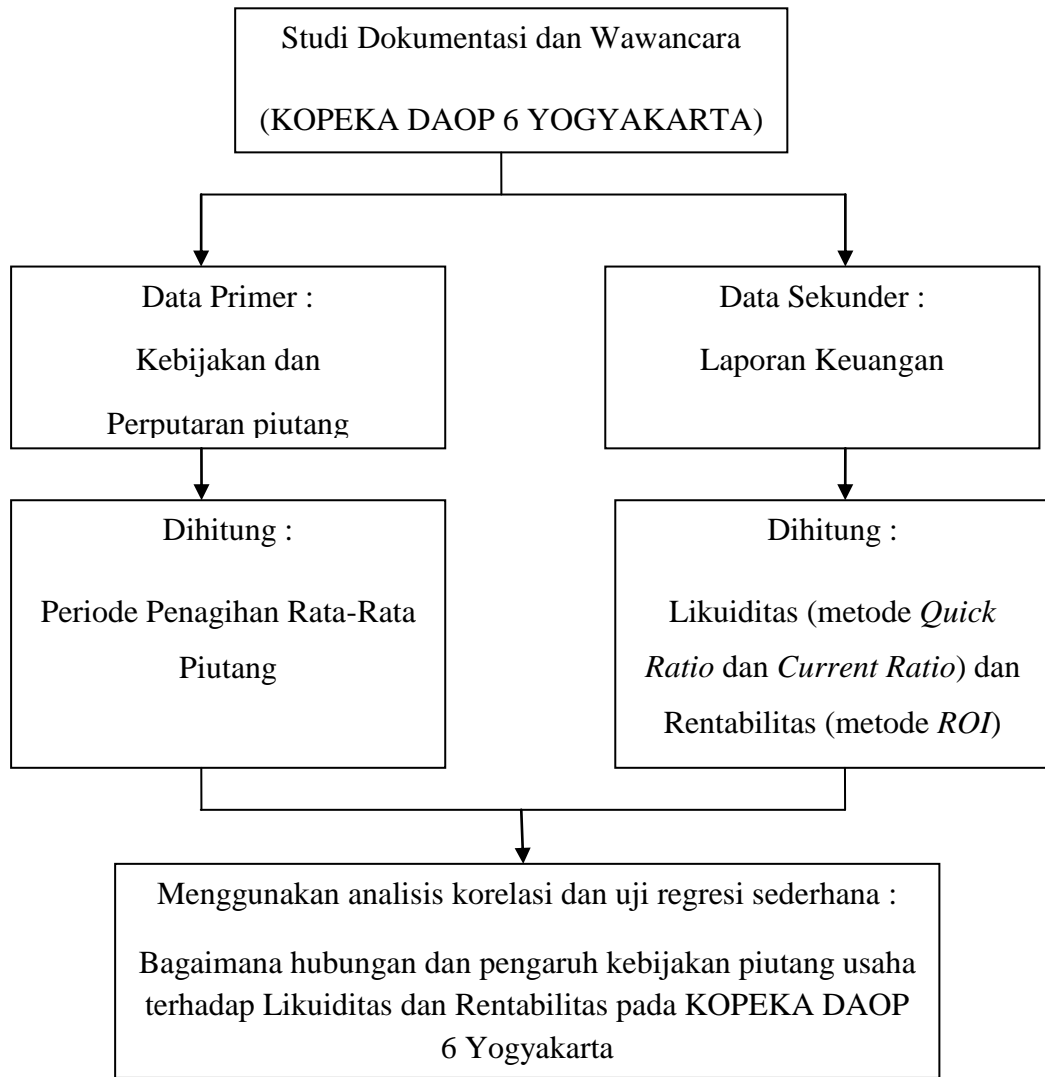 Studi Dokumentasi dan Wawancara
(KOPEKA DAOP 6 YOGYAKARTA)
Data Primer :
Kebijakan dan
Perputaran piutang
Data Sekunder :
Laporan Keuangan
Dihitung :
Periode Penagihan Rata-Rata
Piutang
Dihitung :
Likuiditas (metode Quick
Ratio dan Current Ratio) dan
Rentabilitas (metode ROI)
Menggunakan analisis korelasi dan uji regresi sederhana :
Bagaimana hubungan dan pengaruh kebijakan piutang usaha
terhadap Likuiditas dan Rentabilitas pada KOPEKA DAOP
6 Yogyakarta